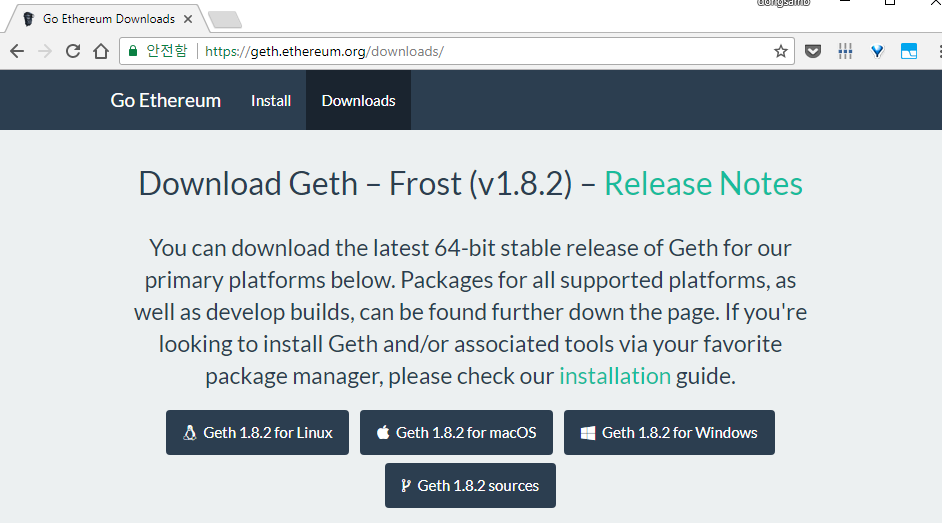 dongsamb
Go Ethereum Downloads
안전함 https://geth.ethereum.org/downloads/
Go Ethereum Install Downloads
Download Geth – Frost (v1.8.2) – Release Notes
You can download the latest 64-bit stable release of Geth for our
primary platforms below. Packages for all supported platforms, as
well as develop builds, can be found further down the page. If you're
looking to install Geth and/or associated tools via your favorite
package manager, please check our installation guide.
Geth 1.8.2 for Linux Geth 1.8.2 for macOS Geth 1.8.2 for Windows
Geth 1.8.2 sources